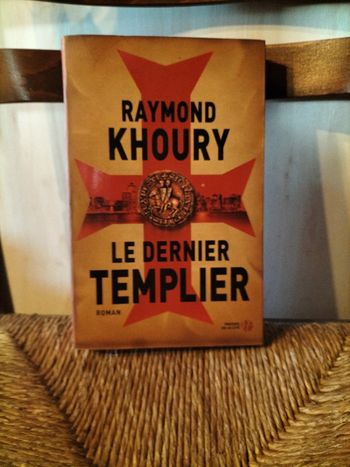 RAYMOND
KHOURY
LE DERNIER
TEMPLIER
ROMAN